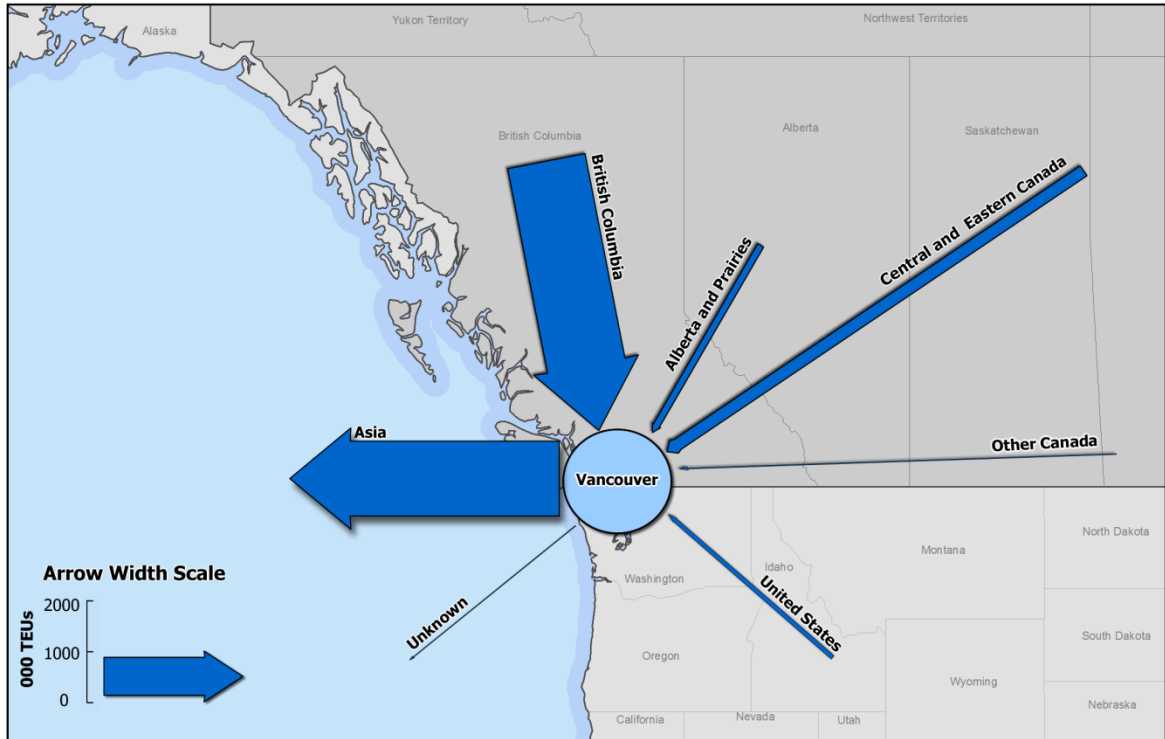 Alaska
Yukon Territory
Northwest Territories
British Columbia
Alberta
Saskatchewan
British Columbia
Alberta and Prairies
Central and Eastern Canada
Asia
Vancouver
Other Canada
Unknown
United States
Washington
Idaho
Montana
North Dakota
Oregon
South Dakota
Wyoming
Nebraska
California
Nevada
Utah
Arrow Width Scale
000 TEUs
2000
1000
0